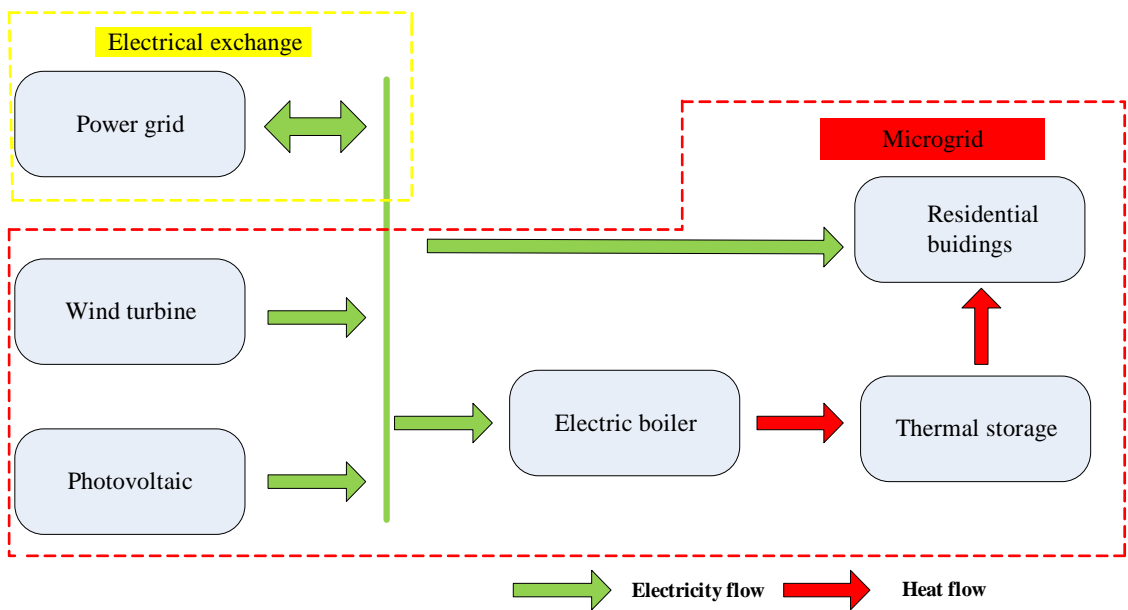 Electrical exchange
Power grid
Microgrid
Residential
buidings
Wind turbine
Electric boiler
Thermal storage
Photovoltaic
Electricity flow
Heat flow